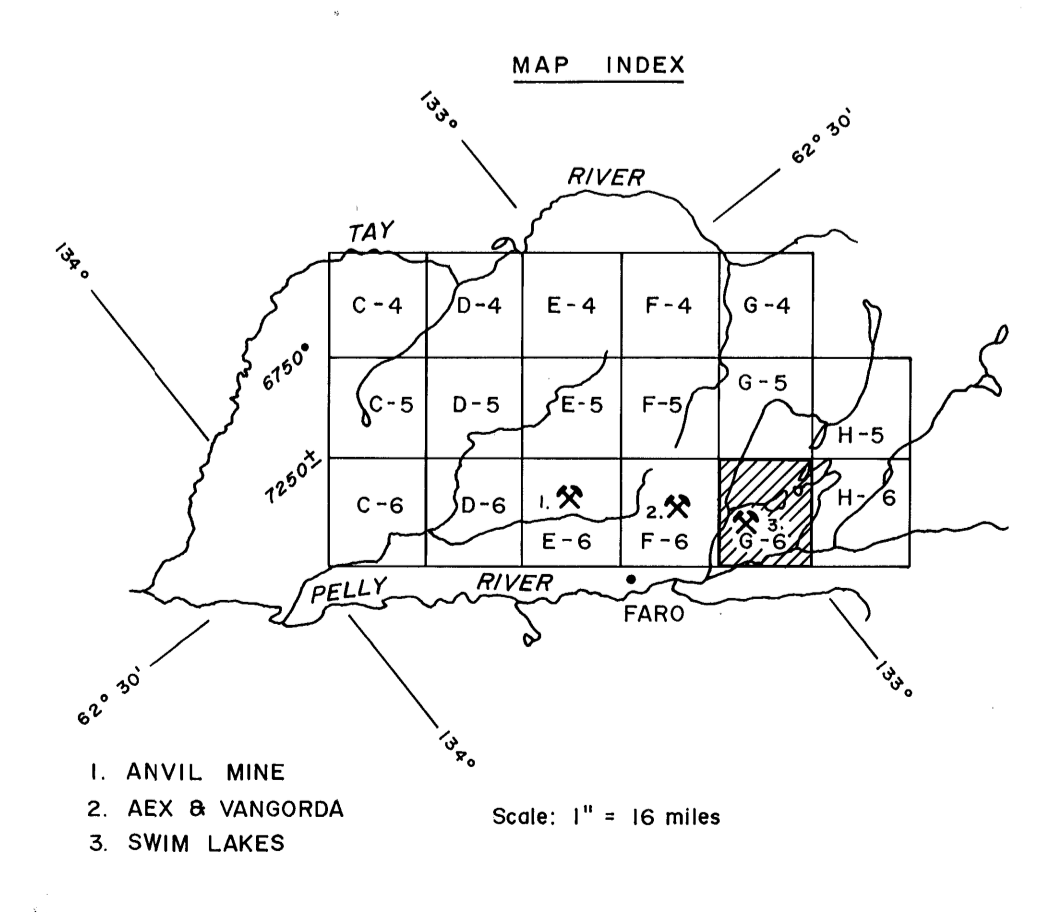 MAP INDEX
133°
62° 30'
RIVER
TAY
134°
C-4 D-4 E-4 F-4 G-4
6750°
C-5 D-5 E-5 F-5 G-5
H-5
7250±
C-6 D-6 1. 2. 3. H-6
E-6 F-6 G-6
PELLY RIVER
FARO
62° 30'
134°
133°
1. ANVIL MINE
2. AEX & VANGORDA
3. SWIM LAKES
Scale: 1" = 16 miles